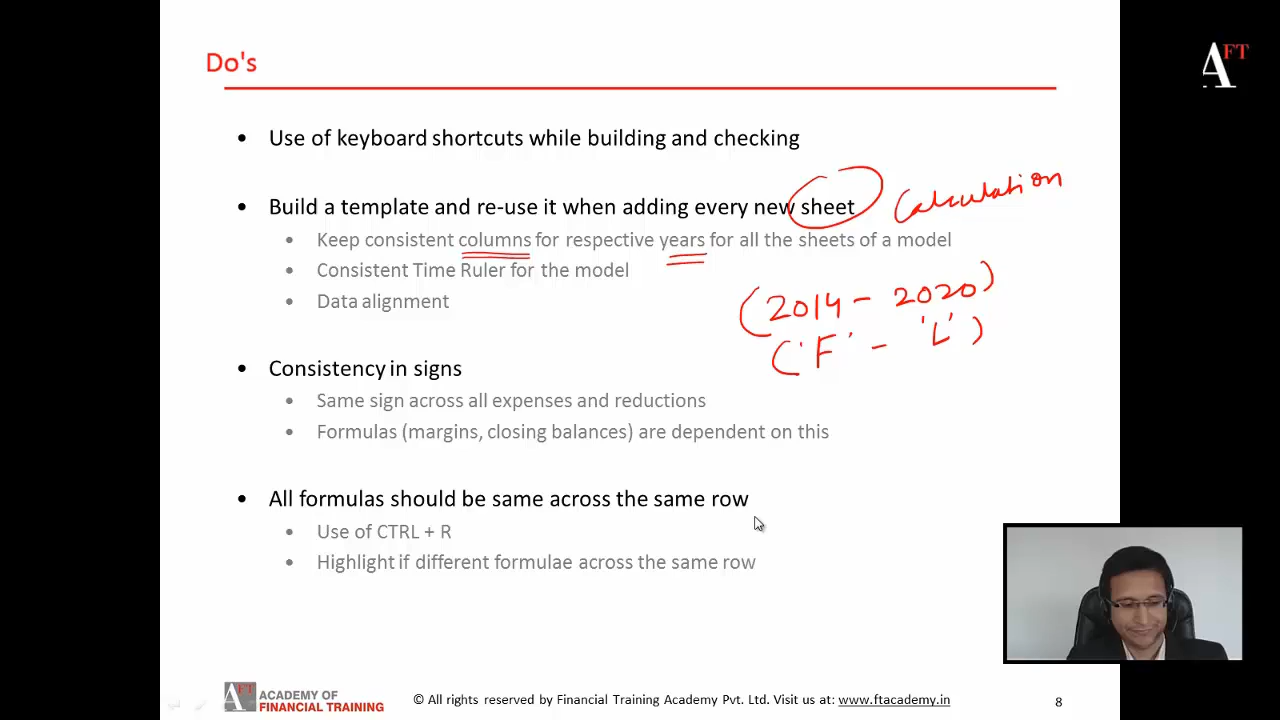 Do's
A FT
• Use of keyboard shortcuts while building and checking
• Build a template and re-use it when adding every new sheet
Calculation
• Keep consistent columns for respective years for all the sheets of a model
• Consistent Time Ruler for the model
• Data alignment
(2014 - 2020)
('F' - 'L')
• Consistency in signs
• Same sign across all expenses and reductions
• Formulas (margins, closing balances) are dependent on this
• All formulas should be same across the same row
• Use of CTRL + R
• Highlight if different formulae across the same row
A FT ACADEMY OF
FINANCIAL TRAINING
© All rights reserved by Financial Training Academy Pvt. Ltd. Visit us at: www.ftacademy.in
8